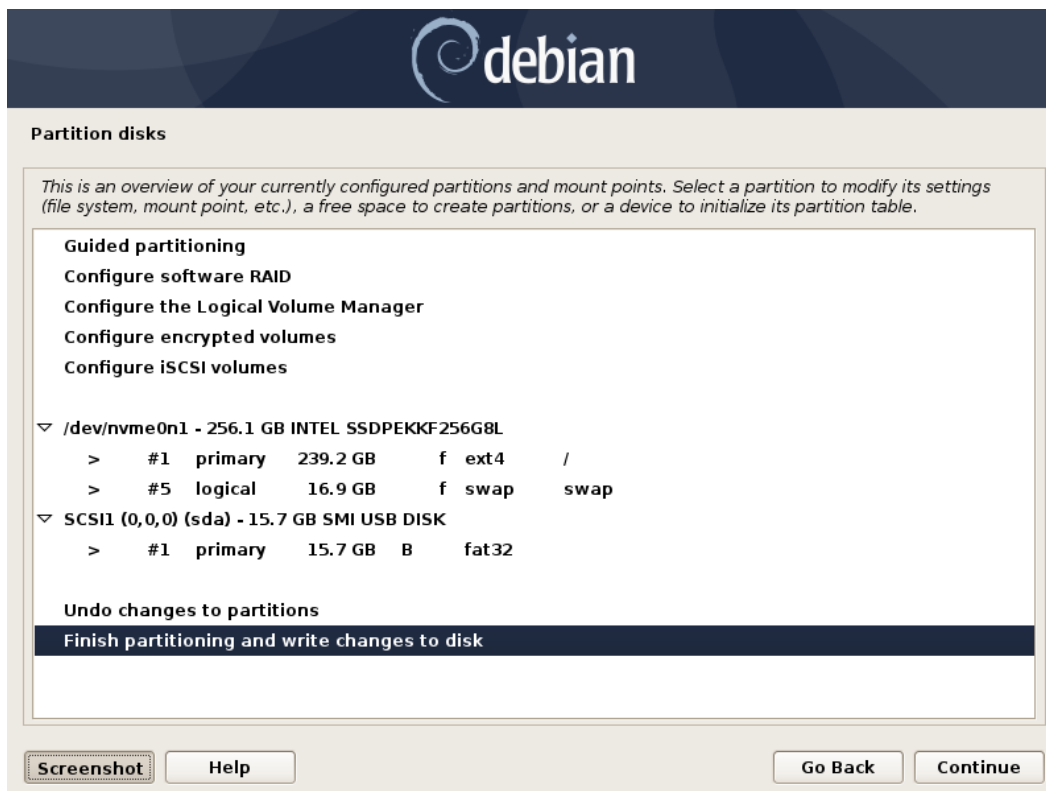 debian
Partition disks
This is an overview of your currently configured partitions and mount points. Select a partition to modify its settings
(file system, mount point, etc.), a free space to create partitions, or a device to initialize its partition table.
Guided partitioning
Configure software RAID
Configure the Logical Volume Manager
Configure encrypted volumes
Configure iSCSI volumes
/dev/nvme0n1 - 256.1 GB INTEL SSDPEKKF256G8L
> #1 primary 239.2 GB f ext4 /
> #5 logical 16.9 GB f swap swap
SCSI1 (0,0,0) (sda) - 15.7 GB SMI USB DISK
> #1 primary 15.7 GB B fat32
Undo changes to partitions
Finish partitioning and write changes to disk
Screenshot Help Go Back Continue